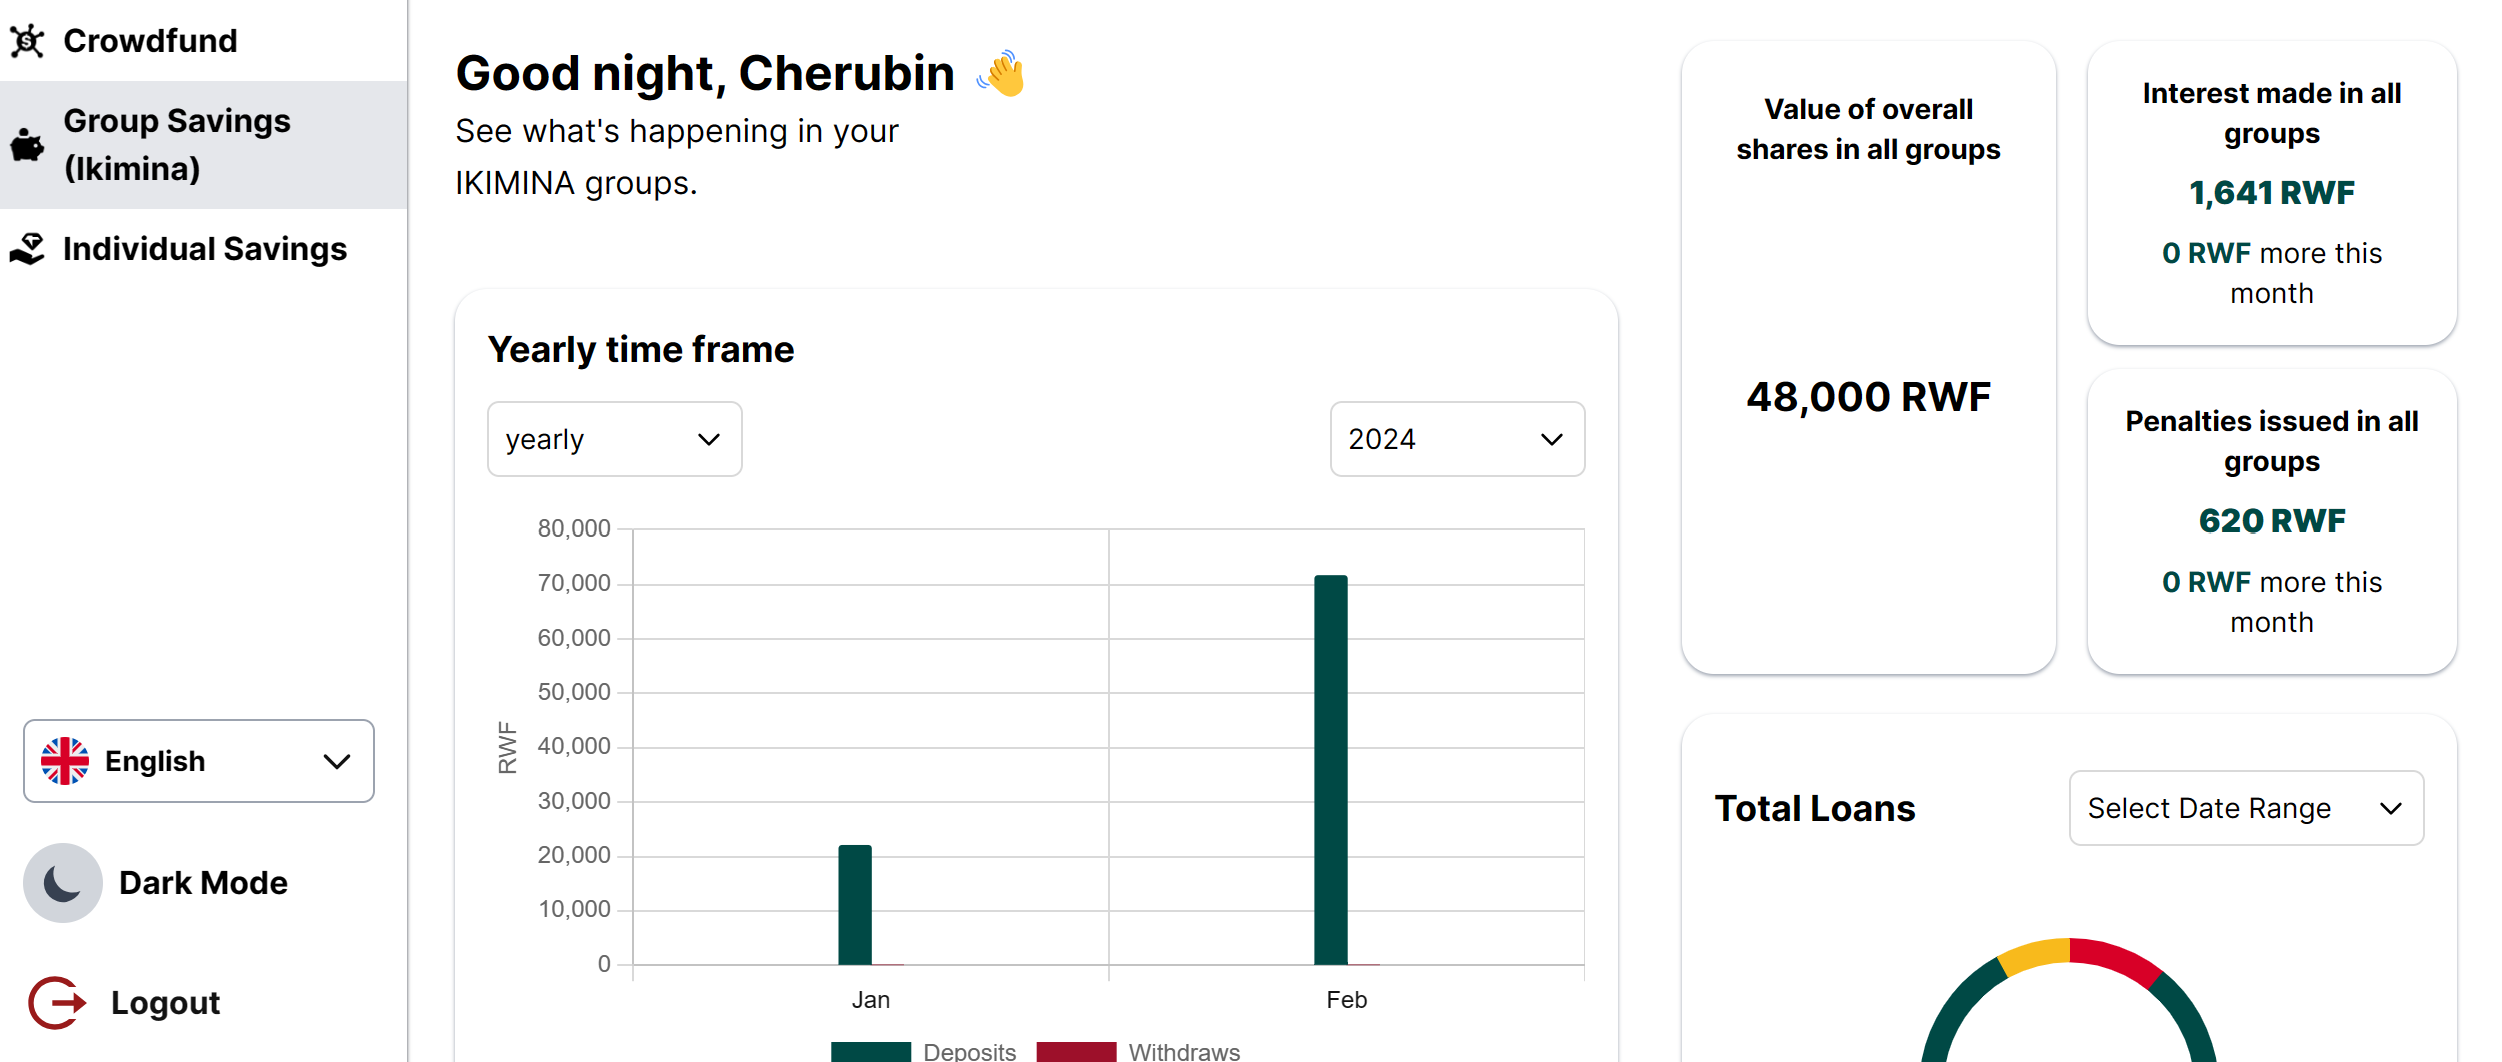 Crowdfund
Group Savings
(Ikimina)
Individual Savings
English
Dark Mode
Logout
Good night, Cherubin
See what's happening in your
IKIMINA groups.
Yearly time frame
yearly
2024
80,000
70,000
60,000
50,000
40,000
30,000
20,000
10,000
0
RWF
Jan
Feb
Deposits
Withdraws
Value of overall
shares in all groups
48,000 RWF
Interest made in all
groups
1,641 RWF
0 RWF more this
month
Penalties issued in all
groups
620 RWF
0 RWF more this
month
Total Loans
Select Date Range